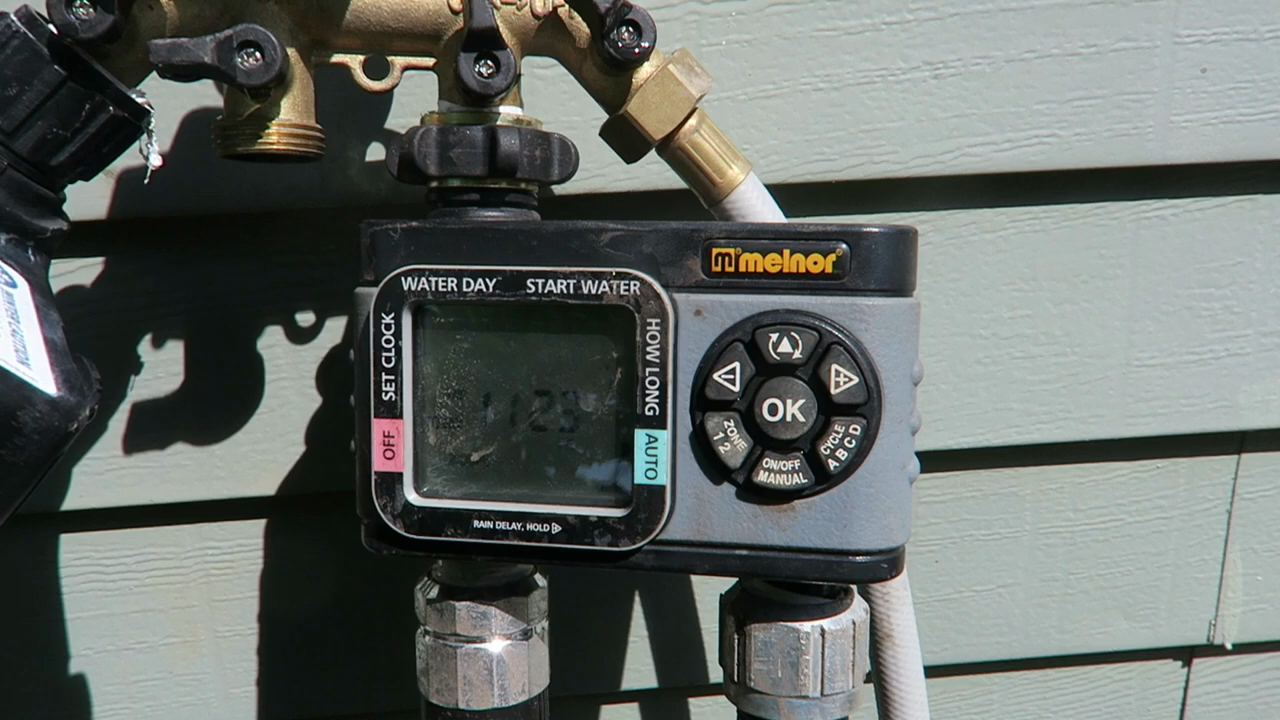 melnor
WATER DAY START WATER
SET CLOCK
HOW LONG
OFF
AUTO
1123
RAIN DELAY, HOLD
OK
ZONE
1 2
ON/OFF
MANUAL
CYCLE
A B C D